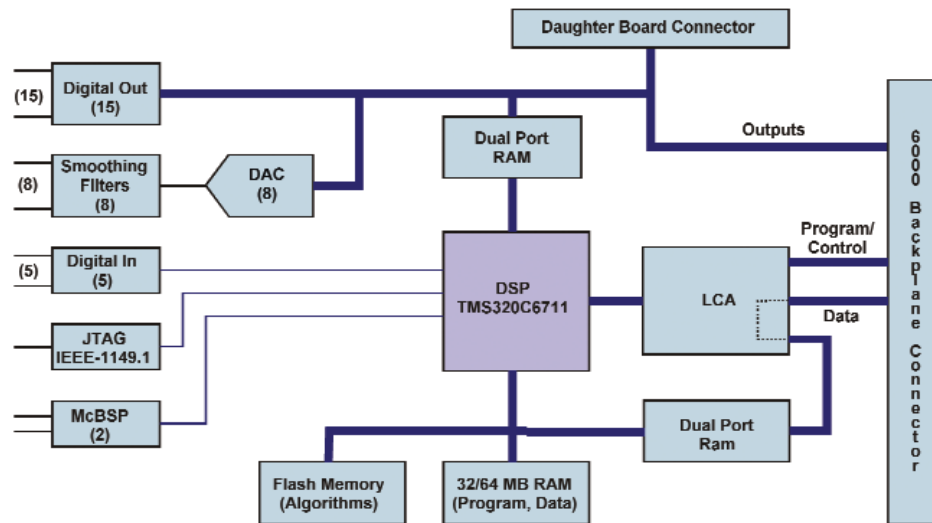 Daughter Board Connector
(15)
Digital Out
(15)
Dual Port
RAM
Outputs
(8)
Smoothing
Filters
(8)
DAC
(8)
(5)
Digital In
(5)
DSP
TMS320C6711
LCA
Program/
Control
Data
6000 Backplane Connector
JTAG
IEEE-1149.1
McBSP
(2)
Dual Port
Ram
Flash Memory
(Algorithms)
32/64 MB RAM
(Program, Data)